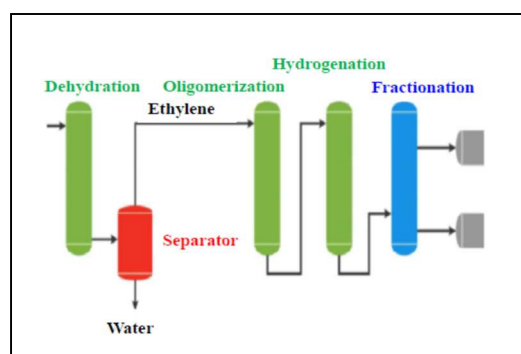 Hydrogenation
Dehydration Oligomerization Fractionation
Ethylene
Separator
Water